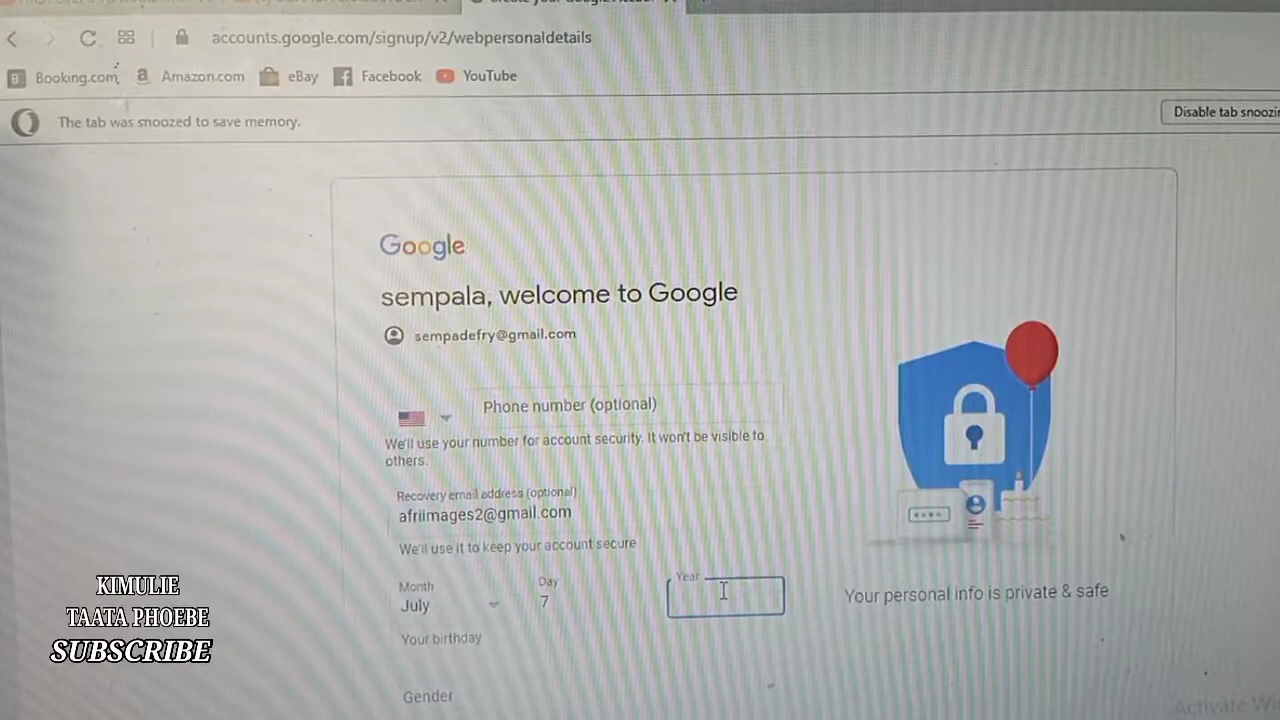 accounts.google.com/signup/v2/webpersonaldetails
Booking.com
Amazon.com
eBay
Facebook
YouTube
The tab was snoozed to save memory.
Disable tab snoozin
Google
sempala, welcome to Google
sempadefry@gmail.com
Phone number (optional)
We'll use your number for account security. It won't be visible to
others.
Recovery email address (optional)
afriimages2@gmail.com
We'll use it to keep your account secure
Month
Day
Year
July
7
Your birthday
Gender
Your personal info is private & safe
KIMULIE
TAATA PHOEBE
SUBSCRIBE
Activate Wi